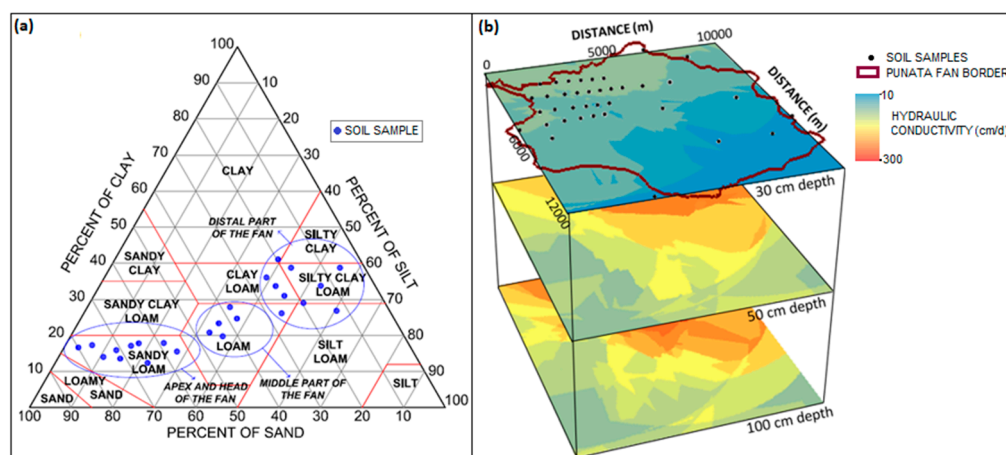 (a)
100
90
80
70
60
50
40
30
20
10
PERCENT OF CLAY
10
20
30
40
50
60
70
80
90
100
PERCENT OF SILT
SOIL SAMPLE
CLAY
DISTAL PART
OF THE FAN
SILTY
CLAY
SANDY
CLAY
CLAY
LOAM
SILTY CLAY
LOAM
SANDY CLAY
LOAM
SANDY
LOAM
LOAM
SILT
LOAM
LOAMY
SAND
SAND
SILT
APEX AND HEAD
OF THE FAN
MIDDLE PART OF
THE FAN
100
90
70
50
30
10
PERCENT OF SAND
(b)
DISTANCE (m)
0
5000
10000
DISTANCE (m)
6000
12000
30 cm depth
50 cm depth
100 cm depth
SOIL SAMPLES
PUNATA FAN BORDER
10
HYDRAULIC
CONDUCTIVITY (cm/d)
300